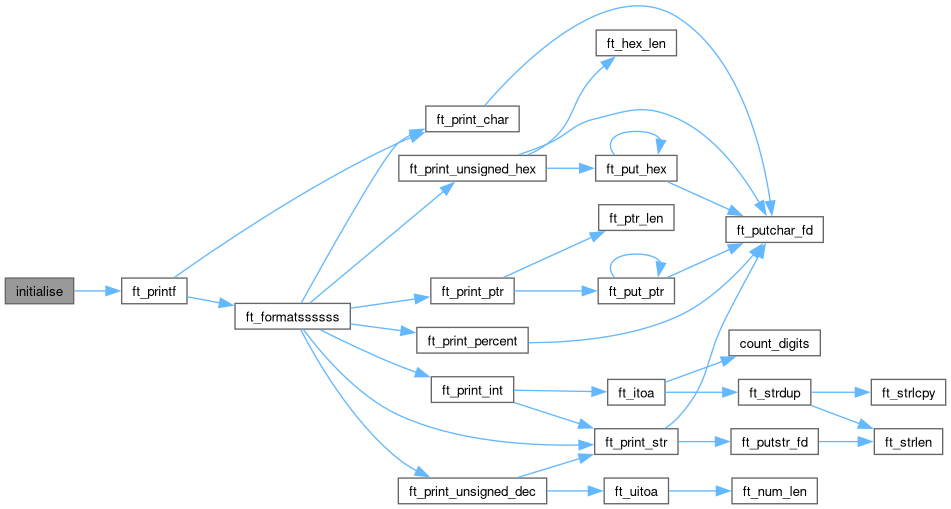 ft_hex_len
ft_print_char
ft_print_unsigned_hex
ft_put_hex
ft_ptr_len
ft_putchar_fd
initialise
ft_printf
ft_print_ptr
ft_put_ptr
ft_formatssssss
ft_print_percent
count_digits
ft_print_int
ft_itoa
ft_strdup
ft_strlcpy
ft_print_str
ft_putstr_fd
ft_strlen
ft_print_unsigned_dec
ft_uitoa
ft_num_len